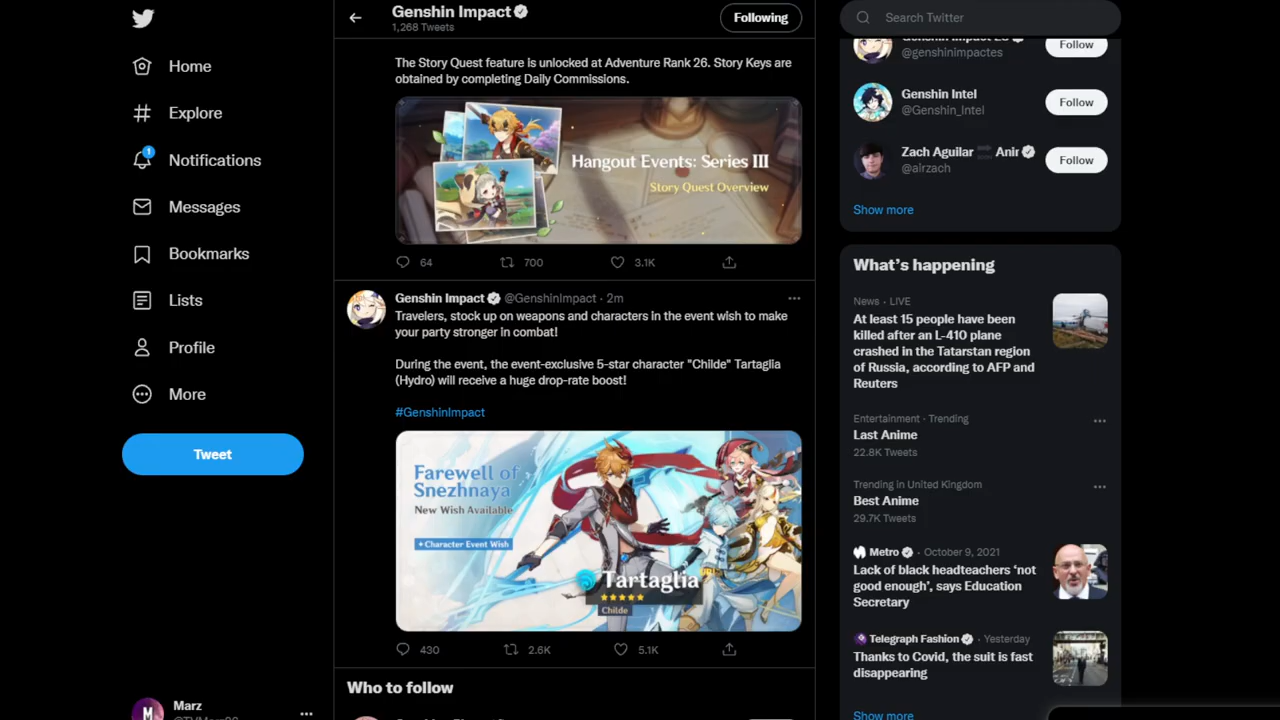 Home
Explore
1
Notifications
Messages
Bookmarks
Lists
Profile
More
Tweet
M
Marz
Genshin Impact
1,268 Tweets
Following
The Story Quest feature is unlocked at Adventure Rank 26. Story Keys are
obtained by completing Daily Commissions.
Hangout Events: Series III
Story Quest Overview
64
700
3.1K
Genshin Impact @GenshinImpact · 2m
Travelers, stock up on weapons and characters in the event wish to make
your party stronger in combat!
During the event, the event-exclusive 5-star character "Childe" Tartaglia
(Hydro) will receive a huge drop-rate boost!
#GenshinImpact
Farewell of
Snezhnaya
New Wish Available
+ Character Event Wish
Tartaglia
Childe
430
2.6K
5.1K
Who to follow
Search Twitter
@genshinimpactes
Follow
Genshin Intel
@Genshin_Intel
Follow
Zach Aguilar
@airzach
Follow
Show more
What's happening
News · LIVE
At least 15 people have been
killed after an L-410 plane
crashed in the Tatarstan region
of Russia, according to AFP and
Reuters
Entertainment · Trending
Last Anime
22.8K Tweets
Trending in United Kingdom
Best Anime
29.7K Tweets
Metro · October 9, 2021
Lack of black headteachers ‘not
good enough’, says Education
Secretary
Telegraph Fashion · Yesterday
Thanks to Covid, the suit is fast
disappearing
Show more